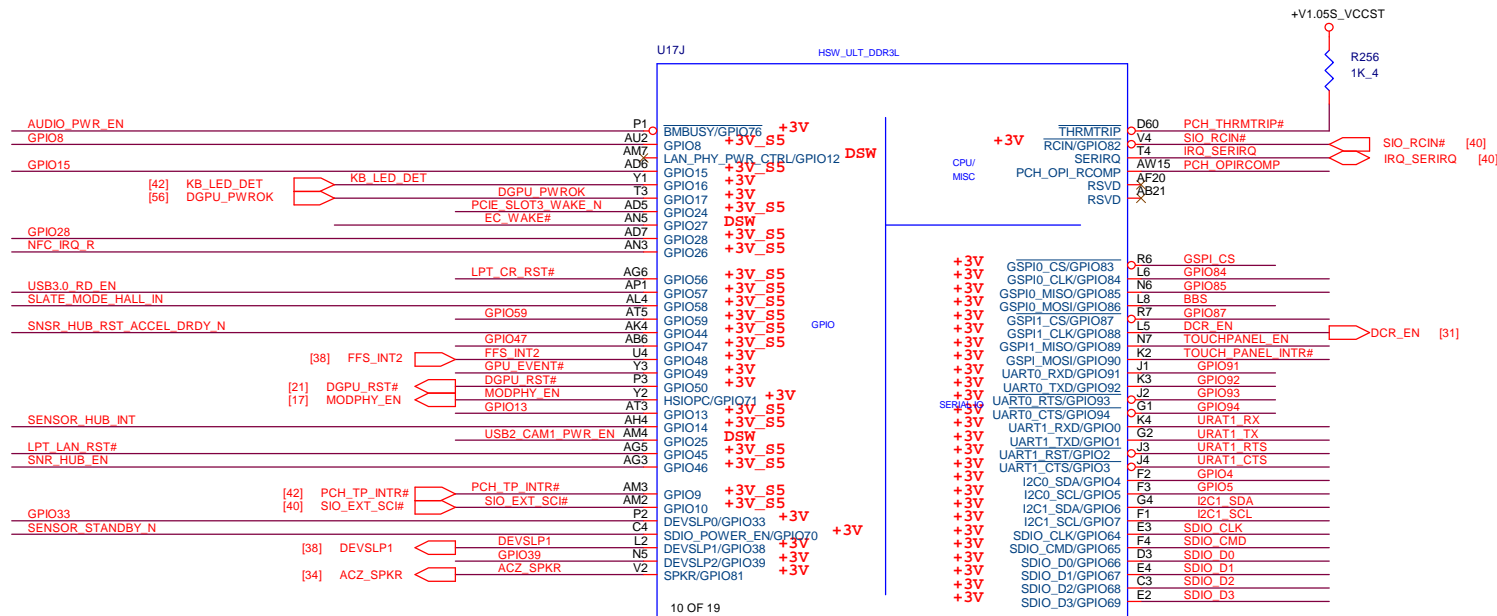 +V1.05S_VCCST
U17J
HSW_ULT_DDR3L
R256
1K_4
AUDIO_PWR_EN P1 BMBUSY/GPIO76 +3V
GPIO8 AU2 GPIO8 +3V_S5
AM7 LAN_PHY_PWR_CTRL/GPIO12 DSW
GPIO15 AD6 GPIO15 +3V_S5
[42] KB_LED_DET KB_LED_DET Y1 GPIO16 +3V
[56] DGPU_PWROK DGPU_PWROK T3 GPIO17 +3V
PCIE_SLOT3_WAKE_N AD5 GPIO24 +3V_S5
EC_WAKE# AN5 GPIO27 DSW
GPIO28 AD7 GPIO28 +3V_S5
NFC_IRQ_R AN3 GPIO26 +3V_S5
LPT_CR_RST# AG6 GPIO56 +3V_S5
USB3.0_RD_EN AP1 GPIO57 +3V_S5
SLATE_MODE_HALL_IN AL4 GPIO58 +3V_S5
GPIO59 AT5 GPIO59 +3V_S5
SNSR_HUB_RST_ACCEL_DRDY_N AK4 GPIO44 +3V_S5
GPIO47 AB6 GPIO47 +3V_S5
[38] FFS_INT2 FFS_INT2 U4 GPIO48 +3V
GPU_EVENT# Y3 GPIO49 +3V
[21] DGPU_RST# DGPU_RST# P3 GPIO50 +3V
[17] MODPHY_EN MODPHY_EN Y2 HSIOPC/GPIO71 +3V
GPIO13 AT3 GPIO13 +3V_S5
SENSOR_HUB_INT AH4 GPIO14 +3V_S5
USB2_CAM1_PWR_EN AM4 GPIO25 DSW
LPT_LAN_RST# AG5 GPIO45 +3V_S5
SNR_HUB_EN AG3 GPIO46 +3V_S5
[42] PCH_TP_INTR# PCH_TP_INTR# AM3 GPIO9 +3V_S5
[40] SIO_EXT_SCI# SIO_EXT_SCI# AM2 GPIO10 +3V_S5
GPIO33 P2 DEVSLP0/GPIO33 +3V
SENSOR_STANDBY_N C4 SDIO_POWER_EN/GPIO70 +3V
[38] DEVSLP1 DEVSLP1 L2 DEVSLP1/GPIO38 +3V
GPIO39 N5 DEVSLP2/GPIO39 +3V
[34] ACZ_SPKR ACZ_SPKR V2 SPKR/GPIO81 +3V
10 OF 19
GPIO
CPU/
MISC
SERIAL IO
THRMTRIP D60 PCH_THRMTRIP#
+3V RCIN/GPIO82 V4 SIO_RCIN# SIO_RCIN# [40]
SERIRQ T4 IRQ_SERIRQ IRQ_SERIRQ [40]
PCH_OPI_RCOMP AW15 PCH_OPIRCOMP
RSVD AF20
RSVD AB21
+3V GSPI0_CS/GPIO83 R6 GSPI_CS
+3V GSPI0_CLK/GPIO84 L6 GPIO84
+3V GSPI0_MISO/GPIO85 N6 GPIO85
+3V GSPI0_MOSI/GPIO86 L8 BBS
+3V GSPI1_CS/GPIO87 R7 GPIO87
+3V GSPI1_CLK/GPIO88 L5 DCR_EN DCR_EN [31]
+3V GSPI1_MISO/GPIO89 N7 TOUCHPANEL_EN
+3V GSPI_MOSI/GPIO90 K2 TOUCH_PANEL_INTR#
+3V UART0_RXD/GPIO91 J1 GPIO91
+3V UART0_TXD/GPIO92 K3 GPIO92
+3V UART0_RTS/GPIO93 J2 GPIO93
+3V UART0_CTS/GPIO94 G1 GPIO94
+3V UART1_RXD/GPIO0 K4 URAT1_RX
+3V UART1_TXD/GPIO1 G2 URAT1_TX
+3V UART1_RST/GPIO2 J3 URAT1_RTS
+3V UART1_CTS/GPIO3 J4 URAT1_CTS
+3V I2C0_SDA/GPIO4 F2 GPIO4
+3V I2C0_SCL/GPIO5 F3 GPIO5
+3V I2C1_SDA/GPIO6 G4 I2C1_SDA
+3V I2C1_SCL/GPIO7 F1 I2C1_SCL
+3V SDIO_CLK/GPIO64 E3 SDIO_CLK
+3V SDIO_CMD/GPIO65 F4 SDIO_CMD
+3V SDIO_D0/GPIO66 D3 SDIO_D0
+3V SDIO_D1/GPIO67 E4 SDIO_D1
+3V SDIO_D2/GPIO68 C3 SDIO_D2
+3V SDIO_D3/GPIO69 E2 SDIO_D3